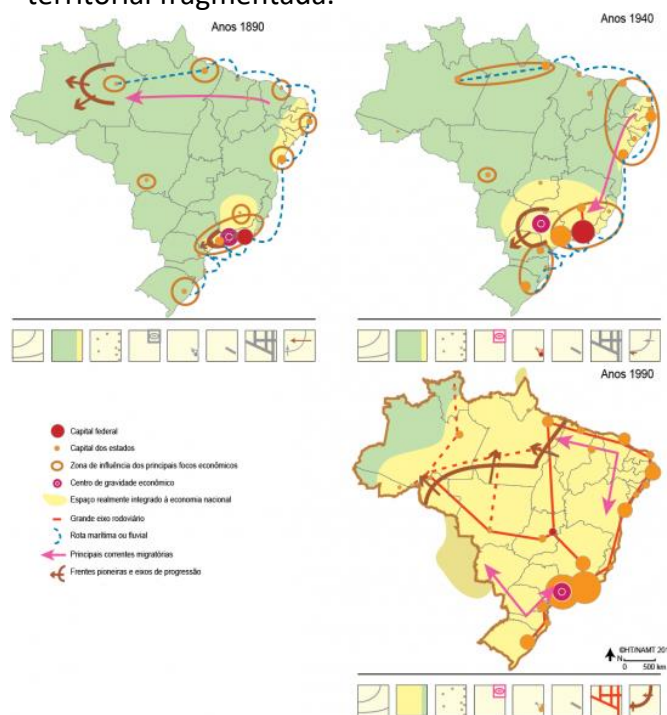 territorial fragmentada.
Anos 1890
Anos 1940
Anos 1990
Capital federal
Capital dos estados
Zona de influência dos principais focos econômicos
Centro de gravidade econômico
Espaço realmente integrado à economia nacional
Grande eixo rodoviário
Rota marítima ou fluvial
Principais correntes migratórias
Frentes pioneiras e eixos de progressão
©HT/NAMT 201
N
0 500 km